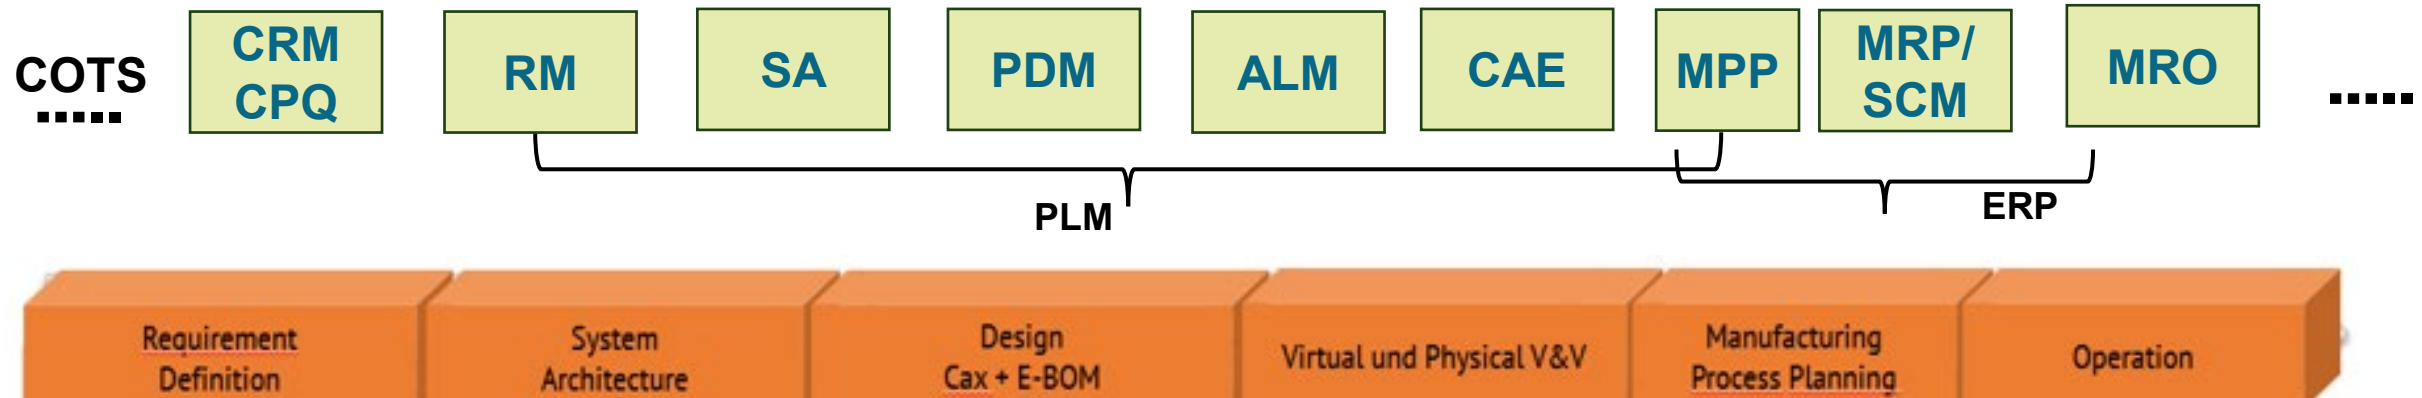 COTS
CRM
CPQ
RM
SA
PDM
ALM
CAE
MPP
MRP/
SCM
MRO
PLM
ERP
Requirement
Definition
System
Architecture
Design
Cax + E-BOM
Virtual und Physical V&V
Manufacturing
Process Planning
Operation